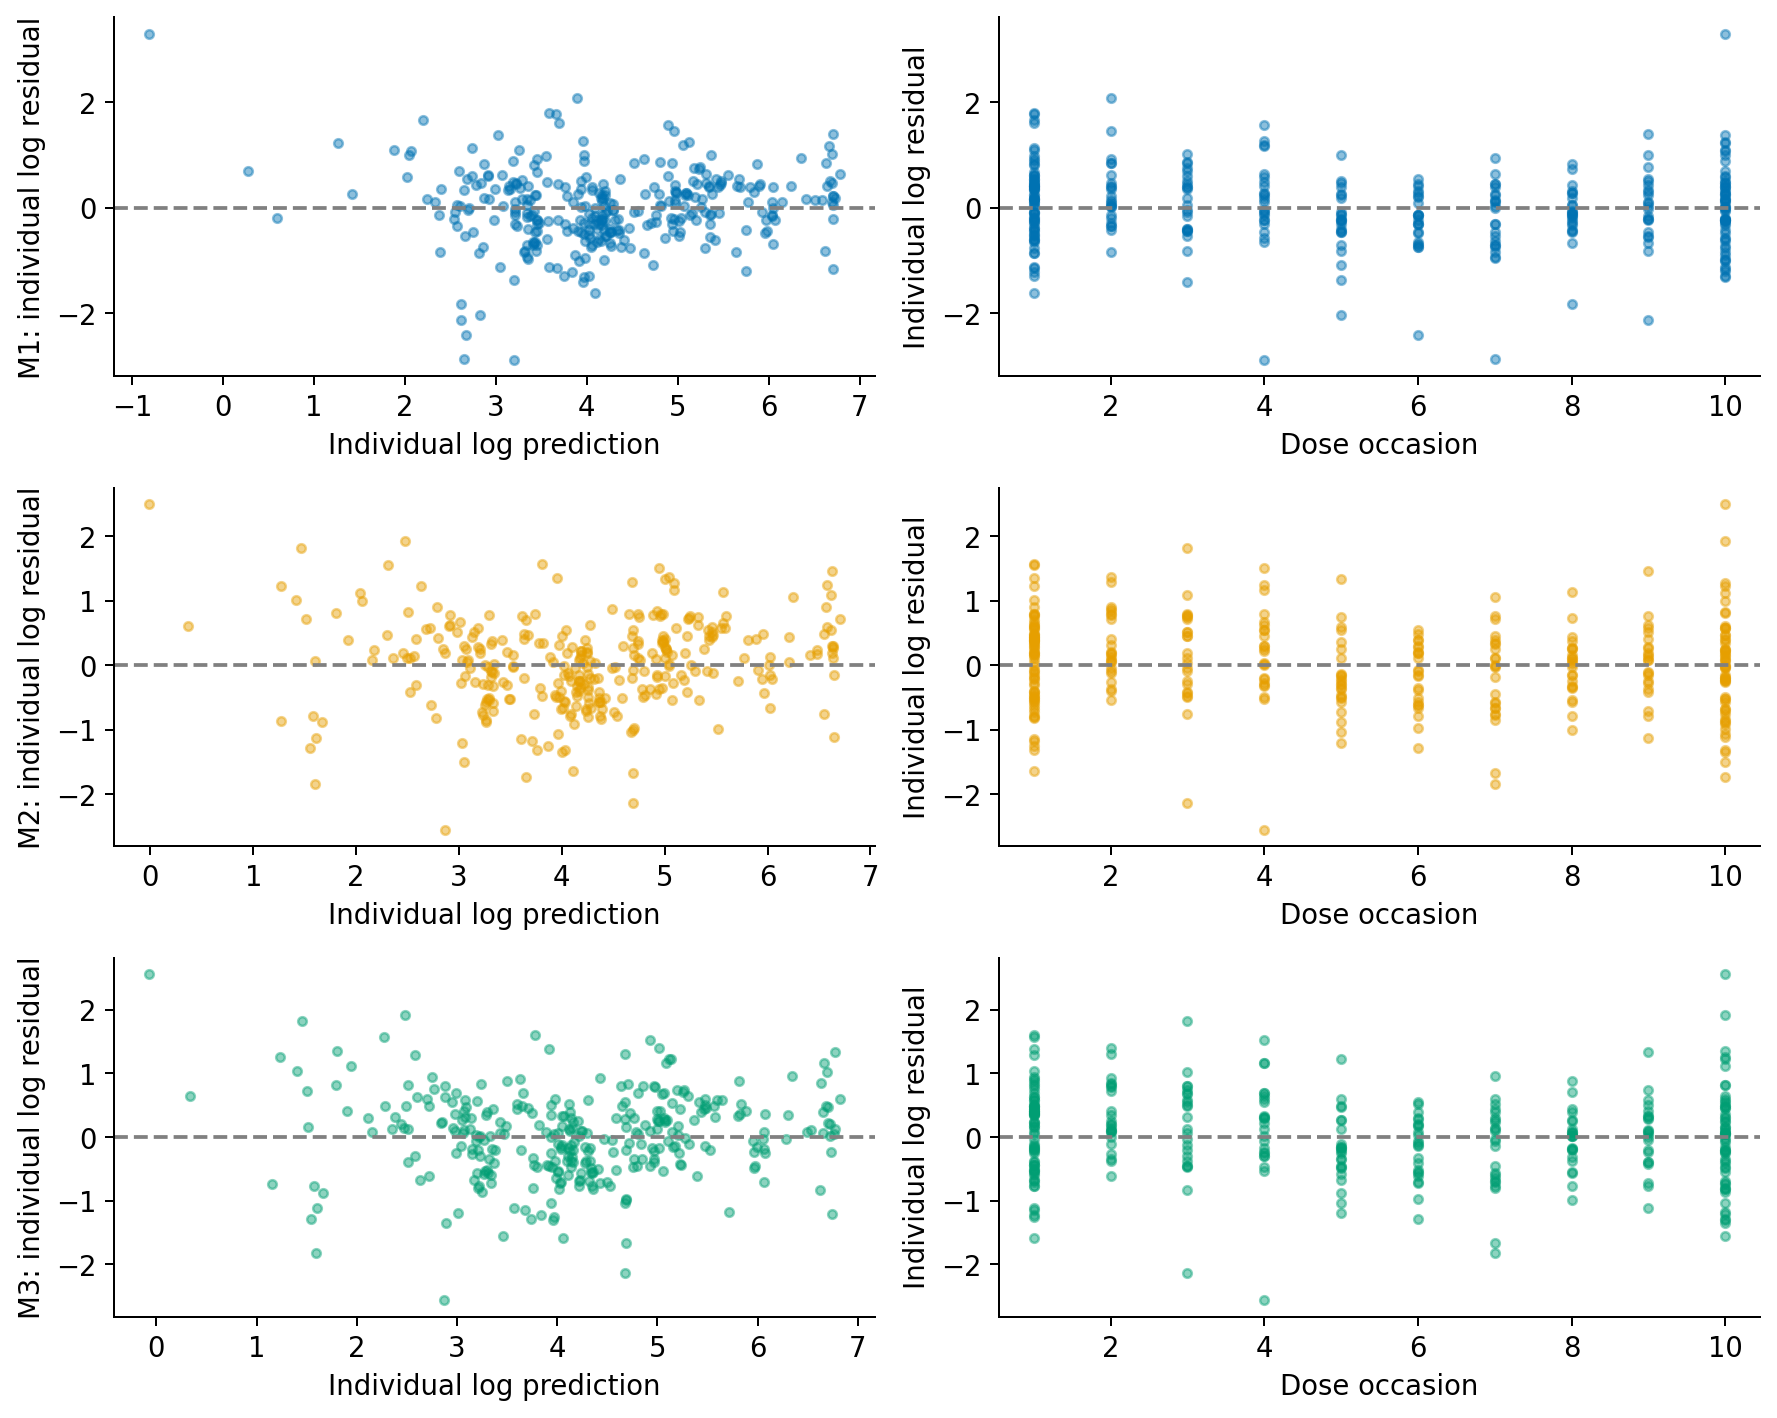 M1: individual log residual
2
0
−2
−1 0 1 2 3 4 5 6 7
Individual log prediction
Individual log residual
2
0
−2
2 4 6 8 10
Dose occasion
M2: individual log residual
2
1
0
−1
−2
0 1 2 3 4 5 6 7
Individual log prediction
Individual log residual
2
1
0
−1
−2
2 4 6 8 10
Dose occasion
M3: individual log residual
2
1
0
−1
−2
0 1 2 3 4 5 6 7
Individual log prediction
Individual log residual
2
1
0
−1
−2
2 4 6 8 10
Dose occasion